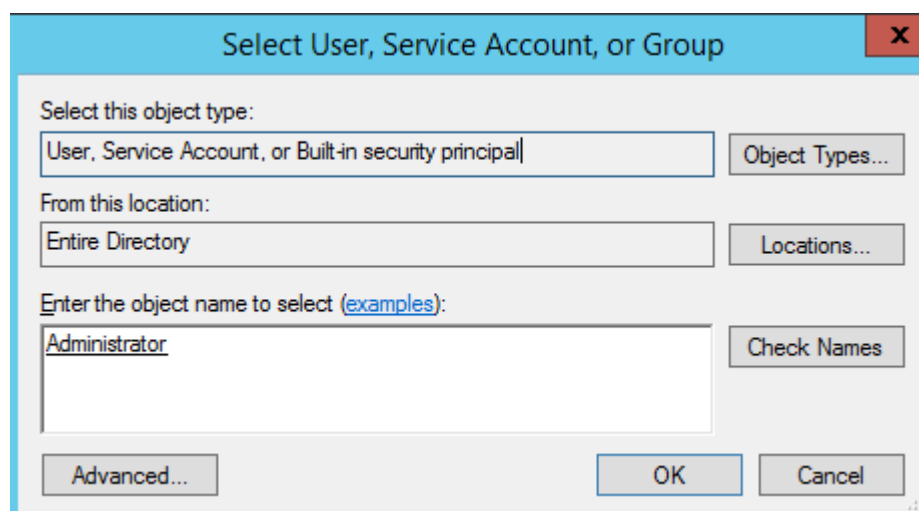 Select User, Service Account, or Group
x
Select this object type:
User, Service Account, or Built-in security principal
Object Types...
From this location:
Entire Directory
Locations...
Enter the object name to select (examples):
Administrator
Check Names
Advanced...
OK
Cancel